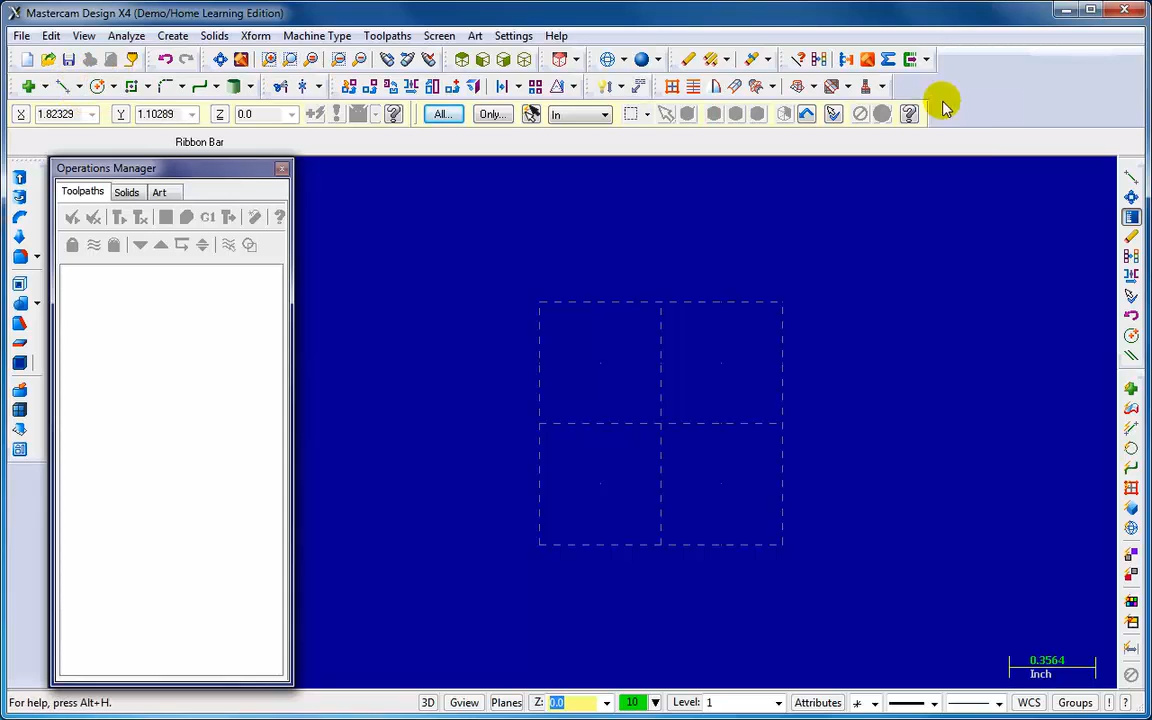 Mastercam Design X4 (Demo/Home Learning Edition)
File Edit View Analyze Create Solids Xform Machine Type Toolpaths Screen Art Settings Help
X 1.82329 Y 1.10289 Z 0.0 All... Only... In
Ribbon Bar
Operations Manager
Toolpaths Solids Art
G1
0.3564
Inch
For help, press Alt+H. 3D Gview Planes Z: 0.0 10 Level: 1 Attributes WCS Groups ! ?